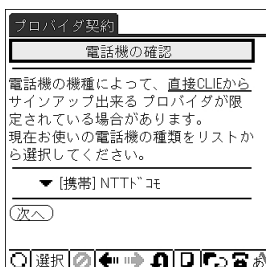 プロバイダ契約
電話機の確認
電話機の機種によって、直接CLIEから
サインアップ出来る プロバイダが限
定されている場合があります。
現在お使いの電話機の種類をリストか
ら選択してください。
▼ [携帯] NTTドコモ
次へ
選択
あ